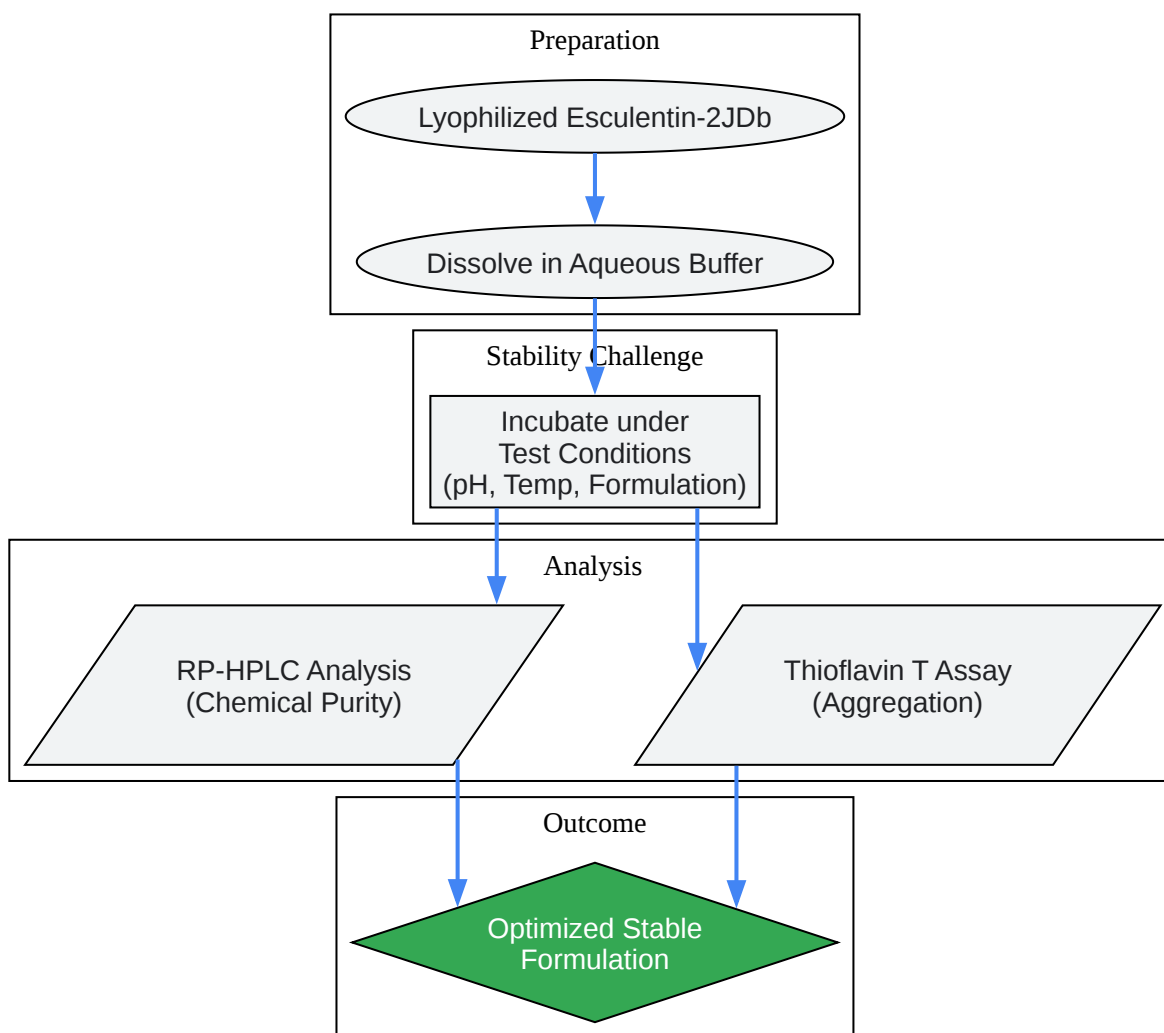 Preparation
Lyophilized Esculentin-2JDb
Dissolve in Aqueous Buffer
Stability Challenge
Incubate under
Test Conditions
(pH, Temp, Formulation)
Analysis
RP-HPLC Analysis
(Chemical Purity)
Thioflavin T Assay
(Aggregation)
Outcome
Optimized Stable
Formulation